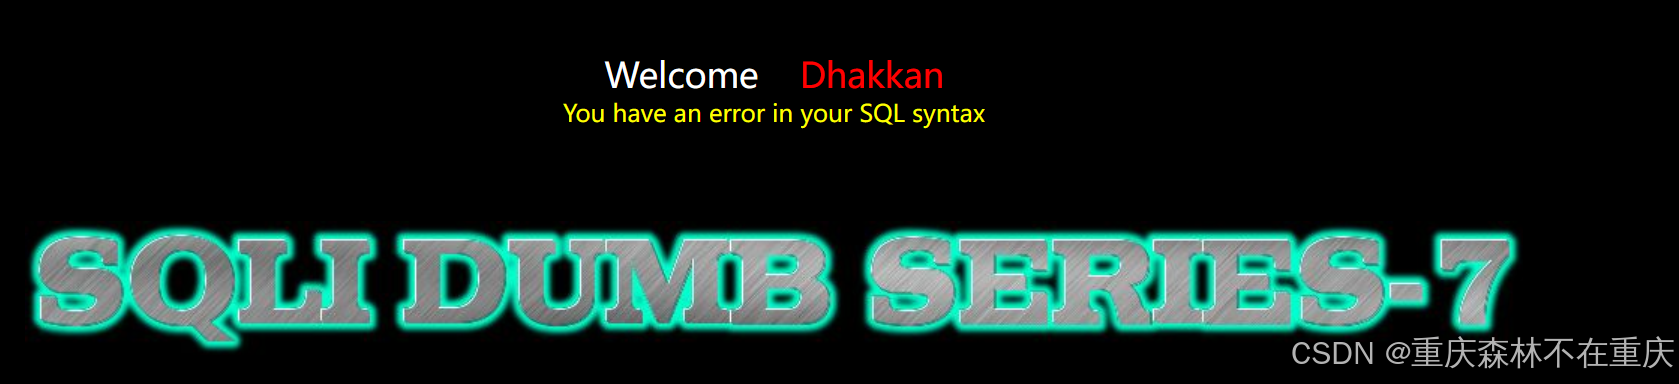 Welcome Dhakkan
You have an error in your SQL syntax
SQLI DUMB SERIES-7
CSDN @重庆森林不在重庆